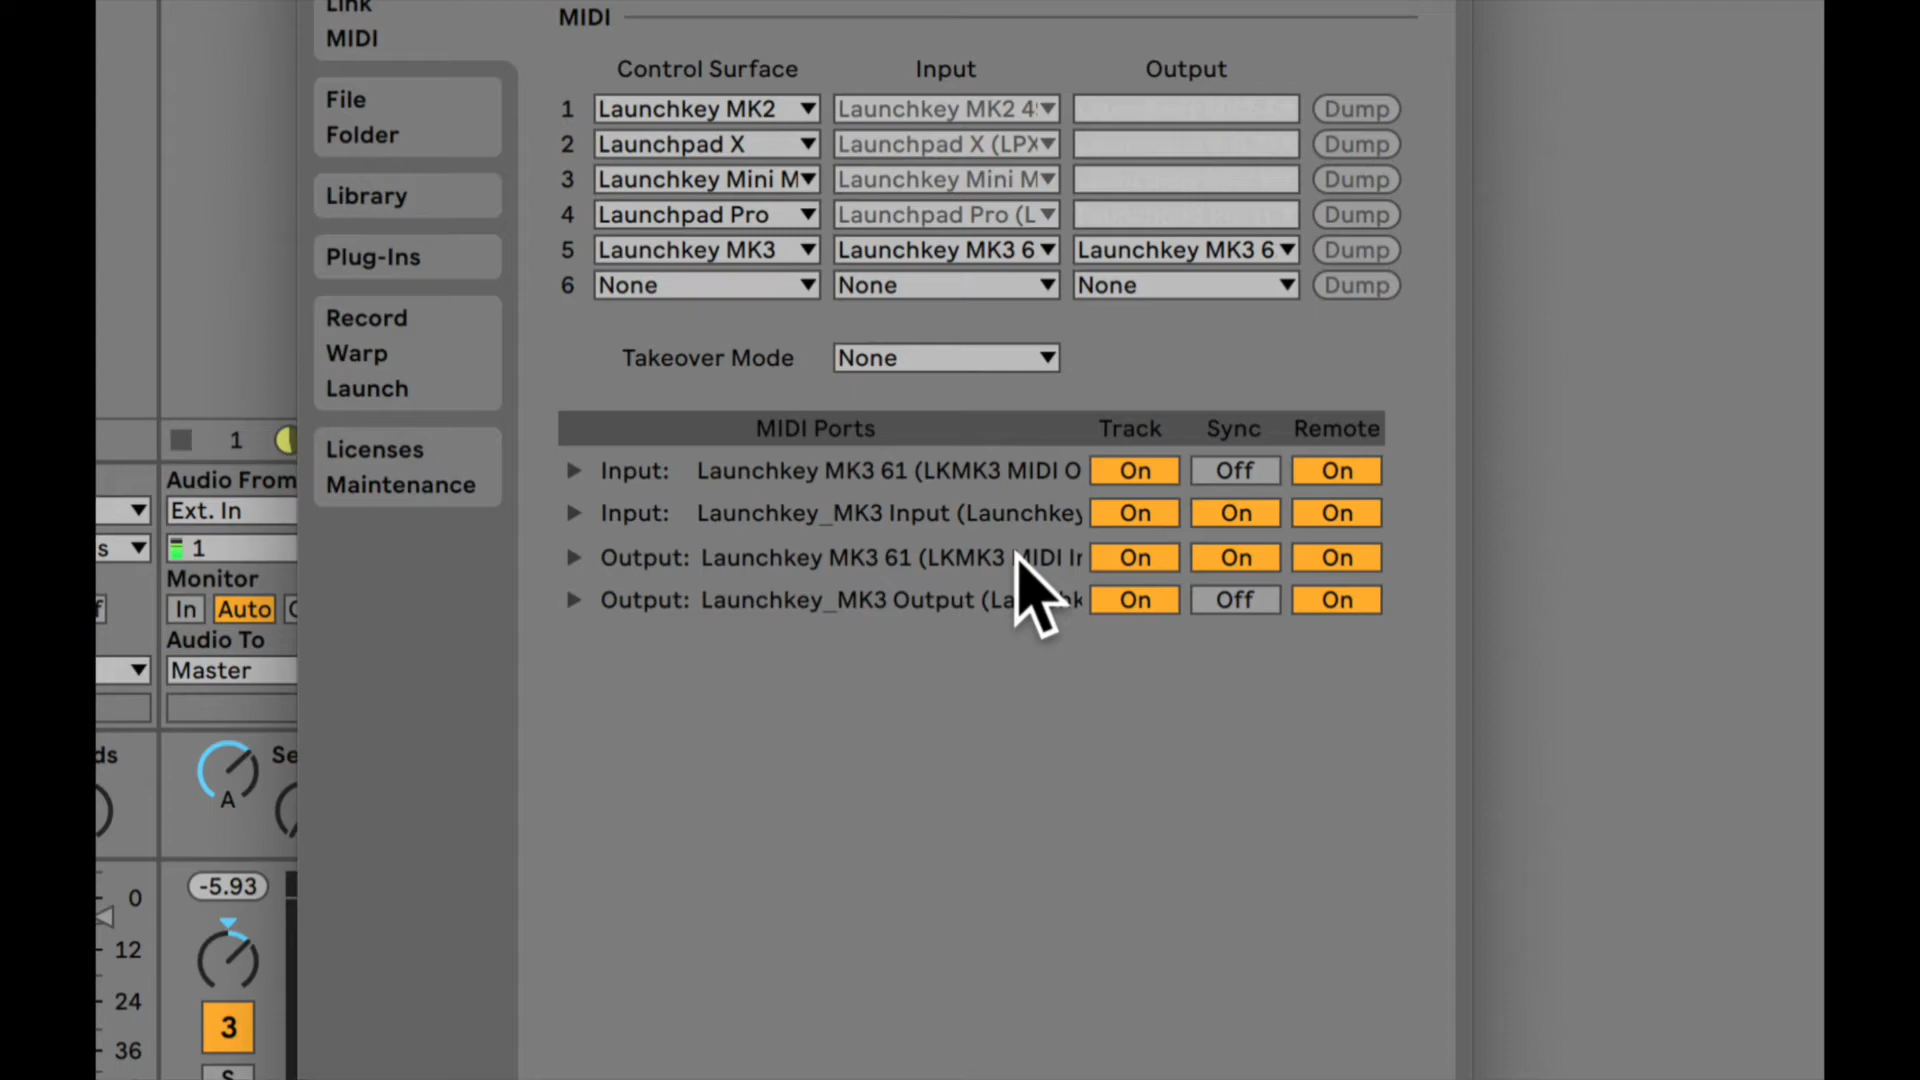 Link
MIDI
File
Folder
Library
Plug-Ins
Record
Warp
Launch
Licenses
Maintenance
MIDI
Control Surface Input Output
1 Launchkey MK2 Launchkey MK2 4 Dump
2 Launchpad X Launchpad X (LPX Dump
3 Launchkey Mini M Launchkey Mini M Dump
4 Launchpad Pro Launchpad Pro (L Dump
5 Launchkey MK3 Launchkey MK3 6 Launchkey MK3 6 Dump
6 None None None Dump
Takeover Mode None
MIDI Ports Track Sync Remote
Input: Launchkey MK3 61 (LKMK3 MIDI O On Off On
Input: Launchkey_MK3 Input (Launchkey On On On
Output: Launchkey MK3 61 (LKMK3 MIDI In On On On
Output: Launchkey_MK3 Output (La On Off On
1
Audio From
Ext. In
s 1
Monitor
In Auto
Audio To
Master
ds Se
A
-5.93
0
12
24
3
36
S